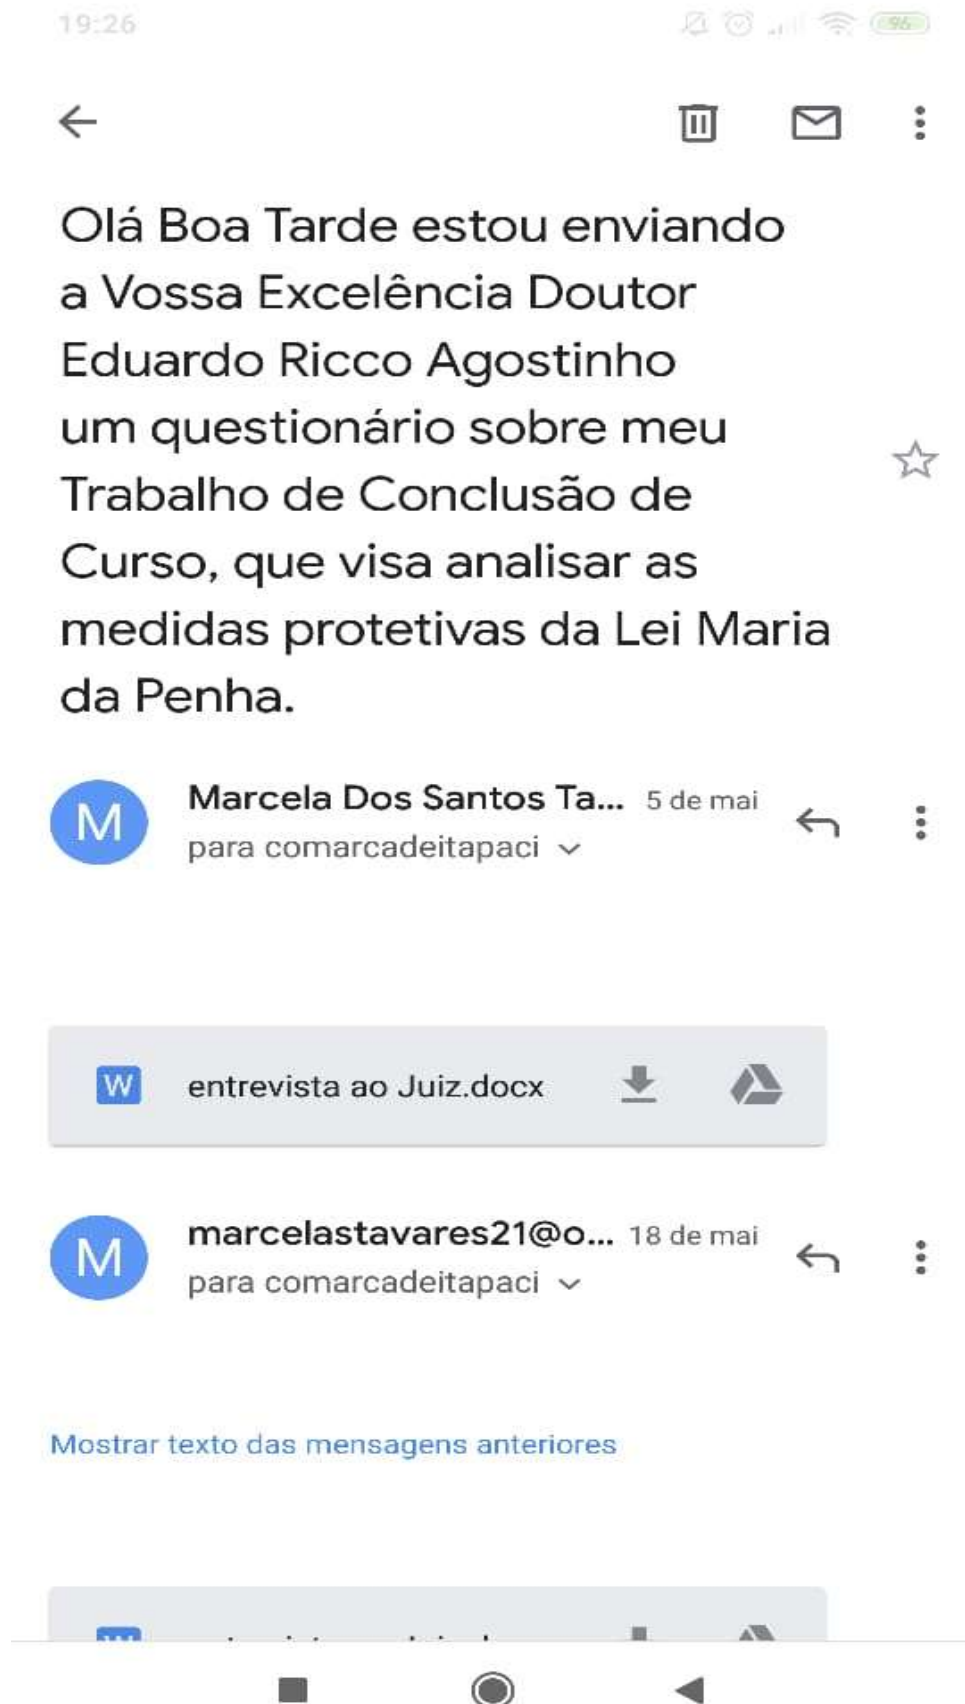 19:26
96
Olá Boa Tarde estou enviando
a Vossa Excelência Doutor
Eduardo Ricco Agostinho
um questionário sobre meu
Trabalho de Conclusão de
Curso, que visa analisar as
medidas protetivas da Lei Maria
da Penha.
M
Marcela Dos Santos Ta... 5 de mai
para comarcadeitapaci
W entrevista ao Juiz.docx
M
marcelastavares21@o... 18 de mai
para comarcadeitapaci
Mostrar texto das mensagens anteriores